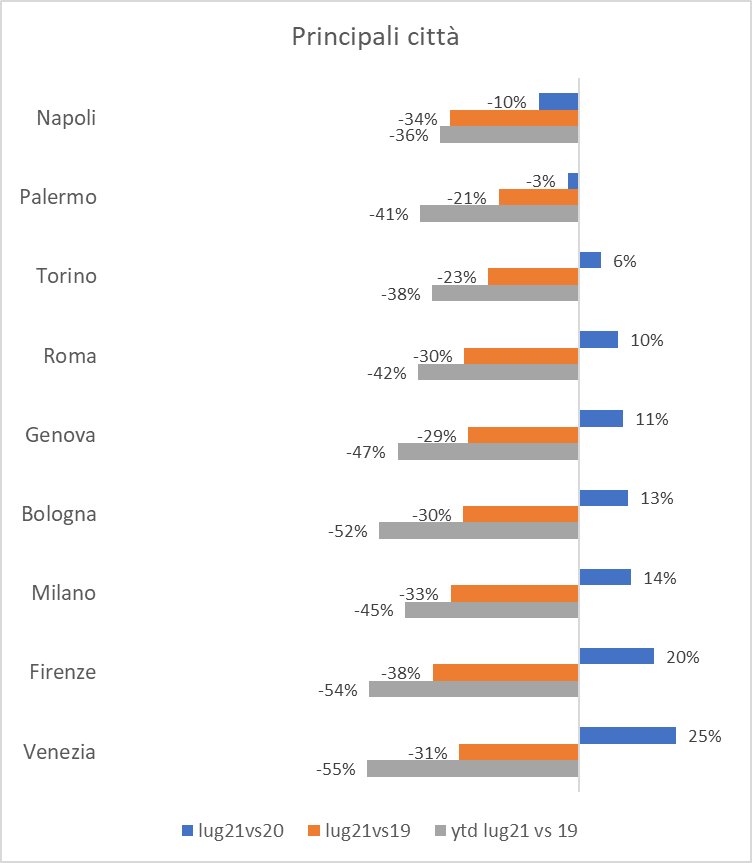 Principali città
Napoli
-10%
-34%
-36%
Palermo
-3%
-21%
-41%
Torino
6%
-23%
-38%
Roma
10%
-30%
-42%
Genova
11%
-29%
-47%
Bologna
13%
-30%
-52%
Milano
14%
-33%
-45%
Firenze
20%
-38%
-54%
Venezia
25%
-31%
-55%
lug21vs20 lug21vs19 ytd lug21 vs 19